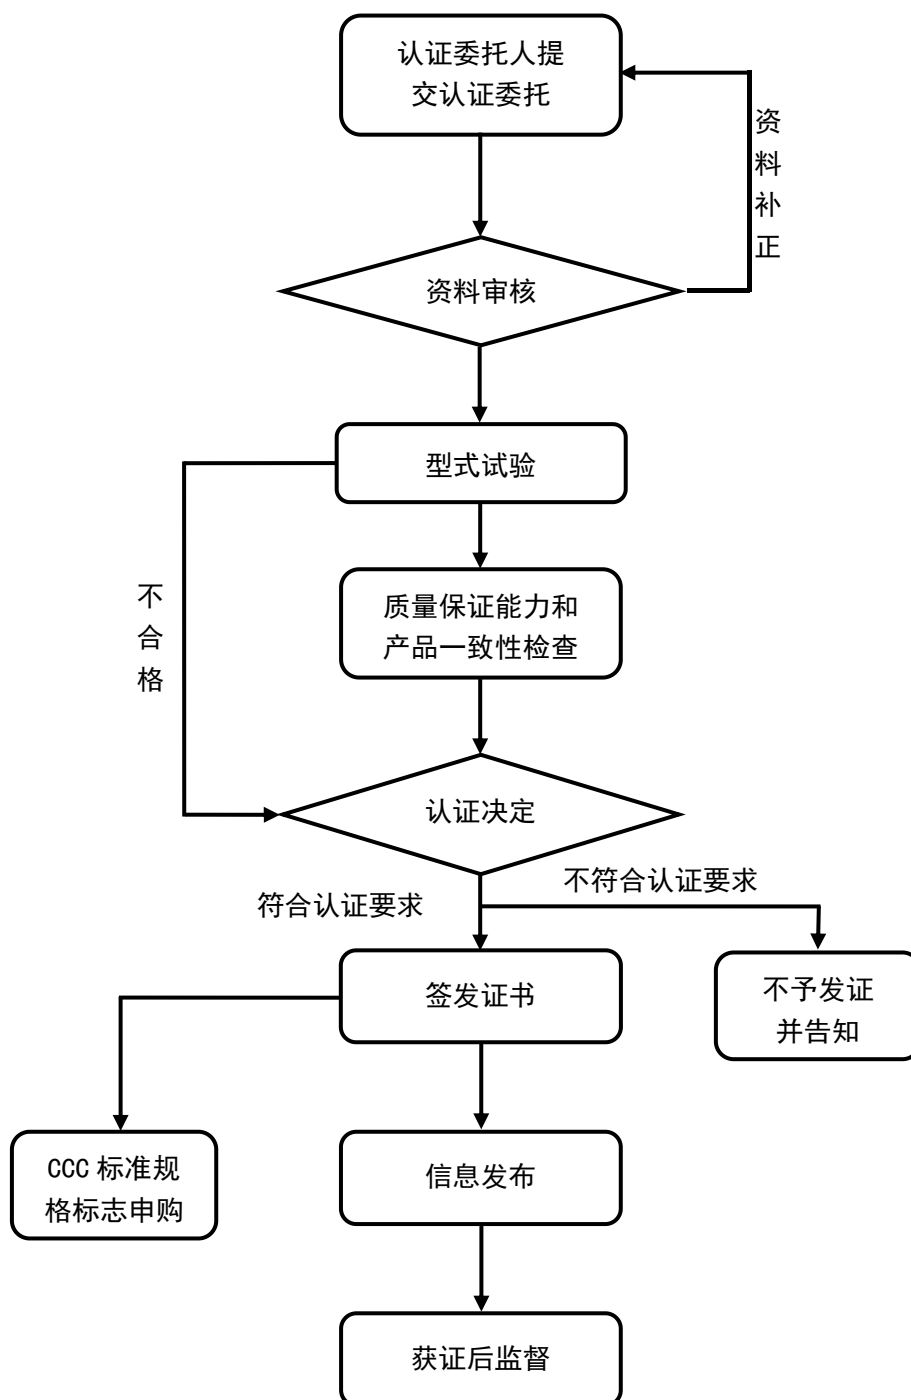 认证委托人提
交认证委托
资
料
补
正
资料审核
型式试验
质量保证能力和
产品一致性检查
不
合
格
认证决定
不符合认证要求
符合认证要求
签发证书
不予发证
并告知
CCC 标准规
格标志申购
信息发布
获证后监督